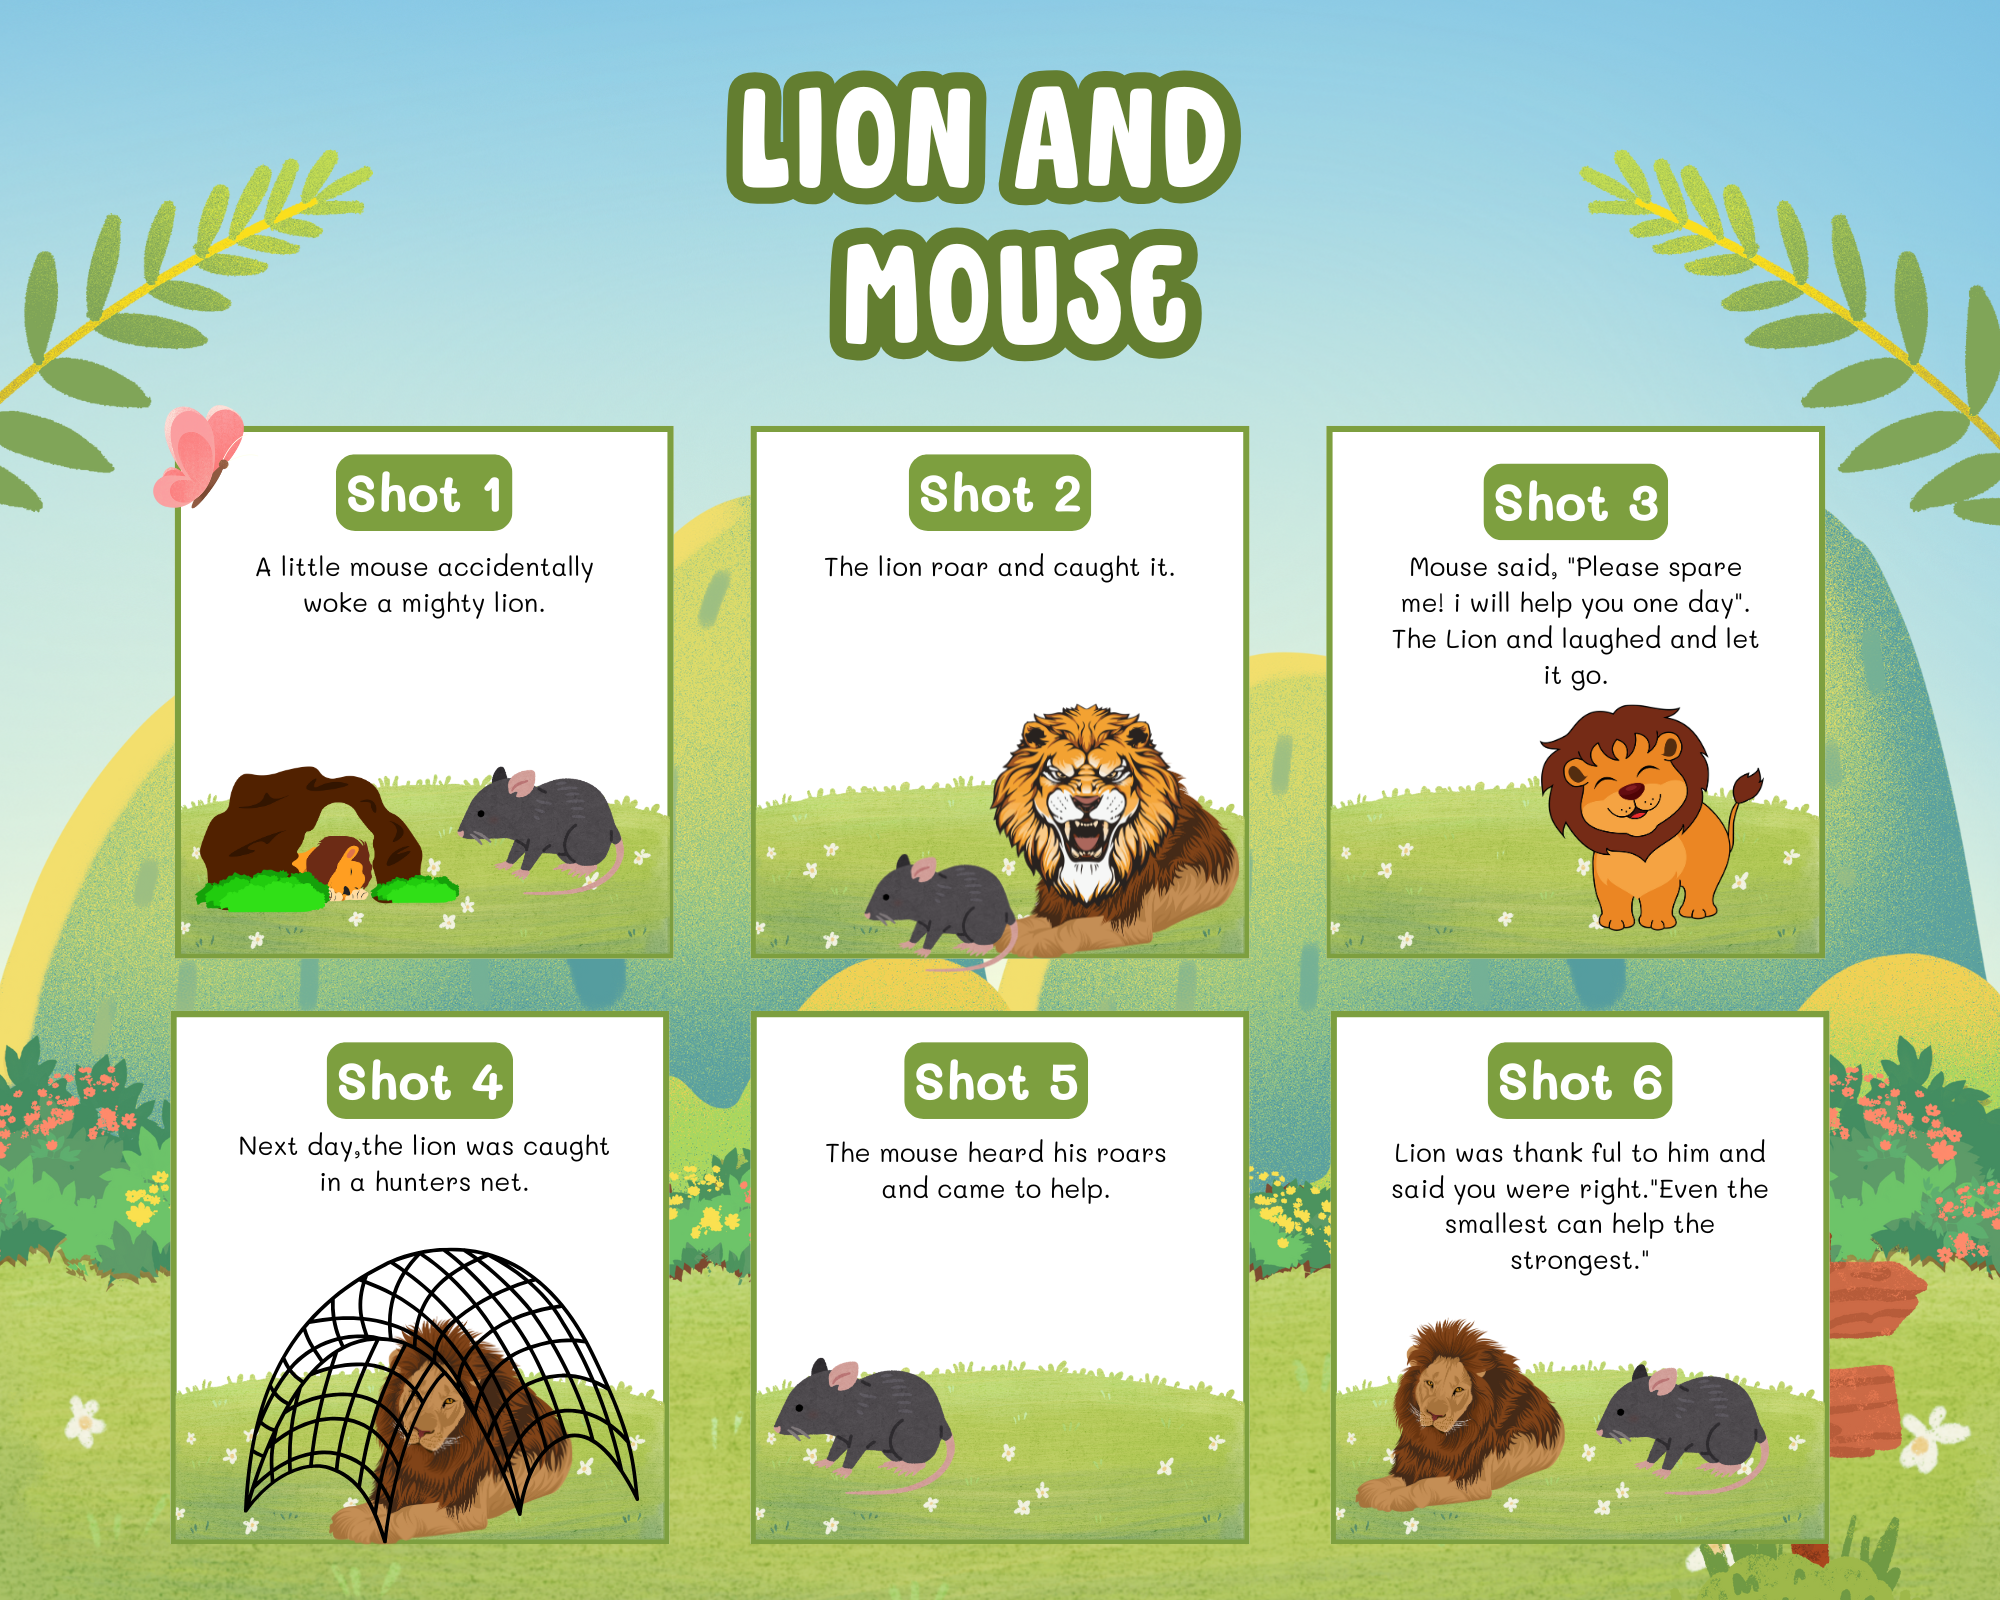 LION AND
MOUSE
Shot 1
A little mouse accidentally
woke a mighty lion.
Shot 2
The lion roar and caught it.
Shot 3
Mouse said, "Please spare
me! i will help you one day".
The Lion and laughed and let
it go.
Shot 4
Next day,the lion was caught
in a hunters net.
Shot 5
The mouse heard his roars
and came to help.
Shot 6
Lion was thank ful to him and
said you were right."Even the
smallest can help the
strongest."